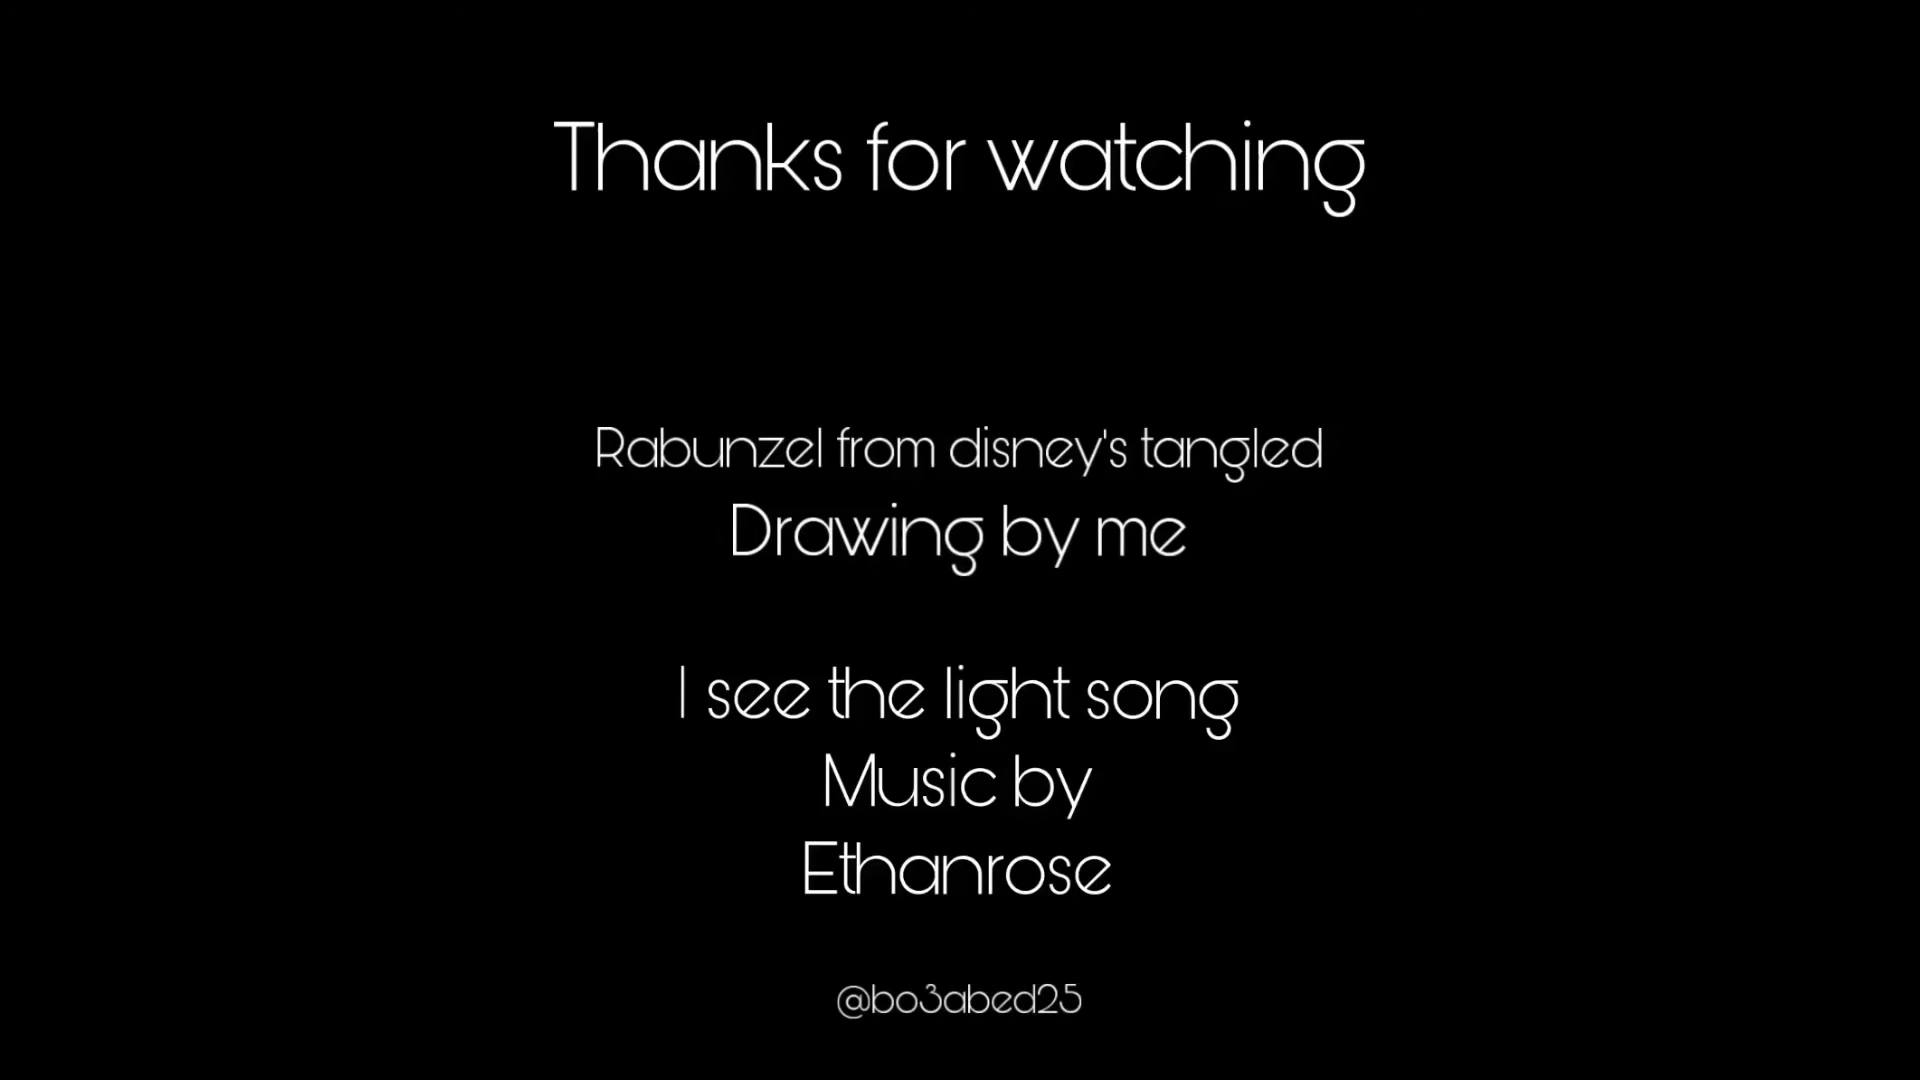 Thanks for watching
Rabunzel from disney's tangled
Drawing by me
I see the light song
Music by
Ethanrose
@bo3abed25